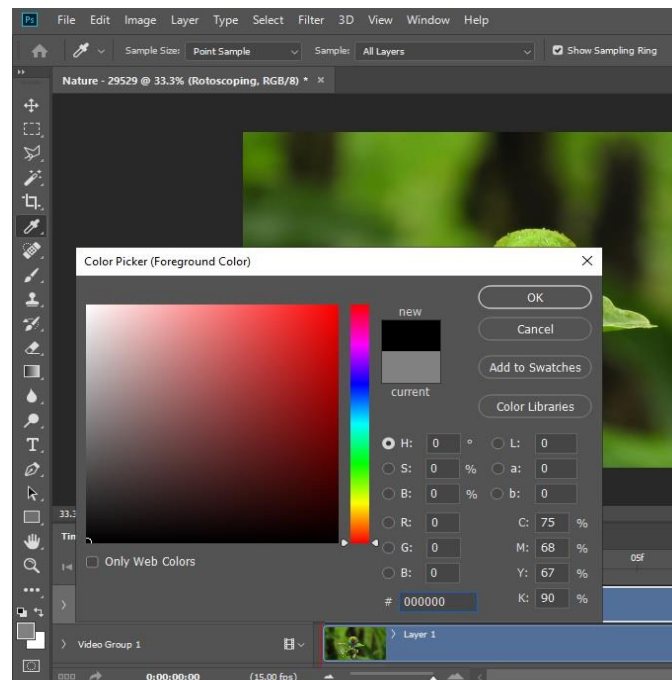 Ps File Edit Image Layer Type Select Filter 3D View Window Help
Sample Size: Point Sample Sample: All Layers Show Sampling Ring
Nature - 29529 @ 33.3% (Rotoscoping, RGB/8) * ×
Color Picker (Foreground Color)
new
current
OK
Cancel
Add to Swatches
Color Libraries
H: 0 ° L: 0
S: 0 % a: 0
B: 0 % b: 0
R: 0 C: 75 %
G: 0 M: 68 %
B: 0 Y: 67 %
# 000000 K: 90 %
Only Web Colors
33.3
Tim
05f
Video Group 1
Layer 1
0:00:00:00 (15.00 fps)